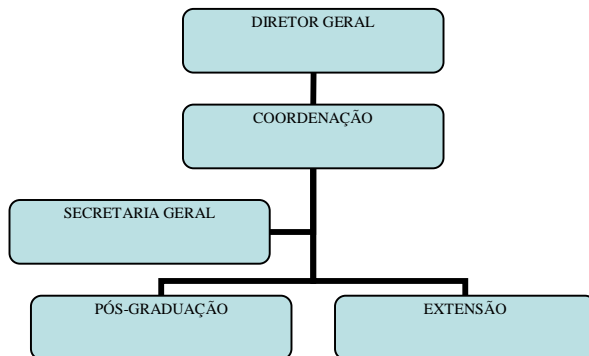 DIRETOR GERAL
COORDENAÇÃO
SECRETARIA GERAL
PÓS-GRADUAÇÃO
EXTENSÃO